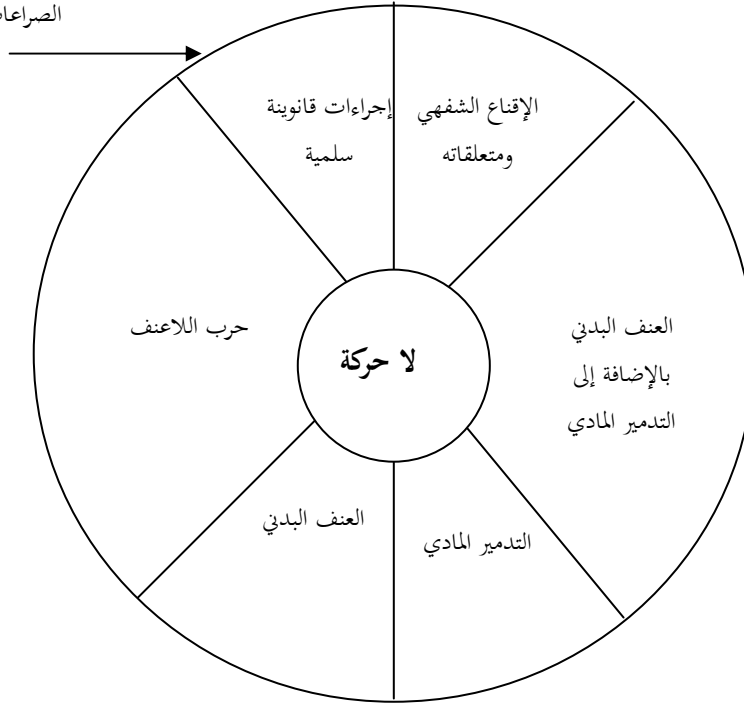 الإقناع الشفهي
ومتعلقاته
إجراءات قانوينة
سلمية
العنف البدني
بالإضافة إلى
التدمير المادي
حرب اللاعنف
لا حركة
العنف البدني
التدمير المادي